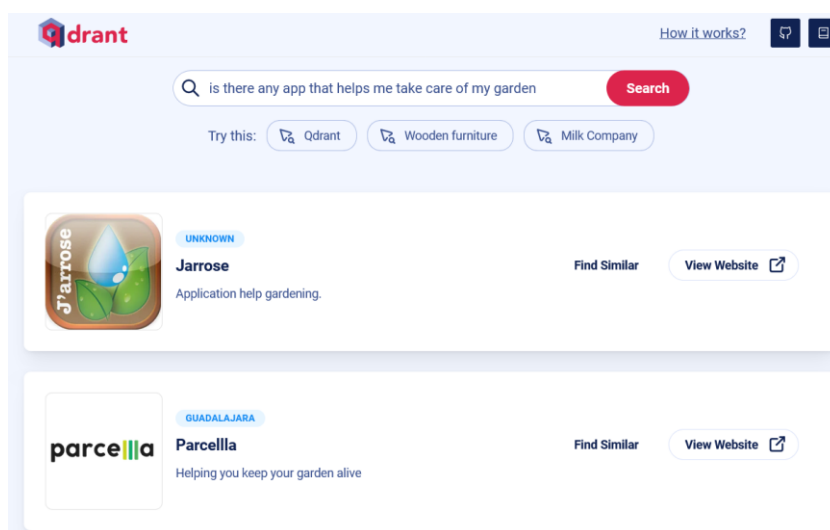 qdrant
How it works?
is there any app that helps me take care of my garden
Search
Try this:
Qdrant
Wooden furniture
Milk Company
J'arrose
UNKNOWN
Jarrose
Application help gardening.
Find Similar
View Website
parcellla
GUADALAJARA
Parcellla
Helping you keep your garden alive
Find Similar
View Website